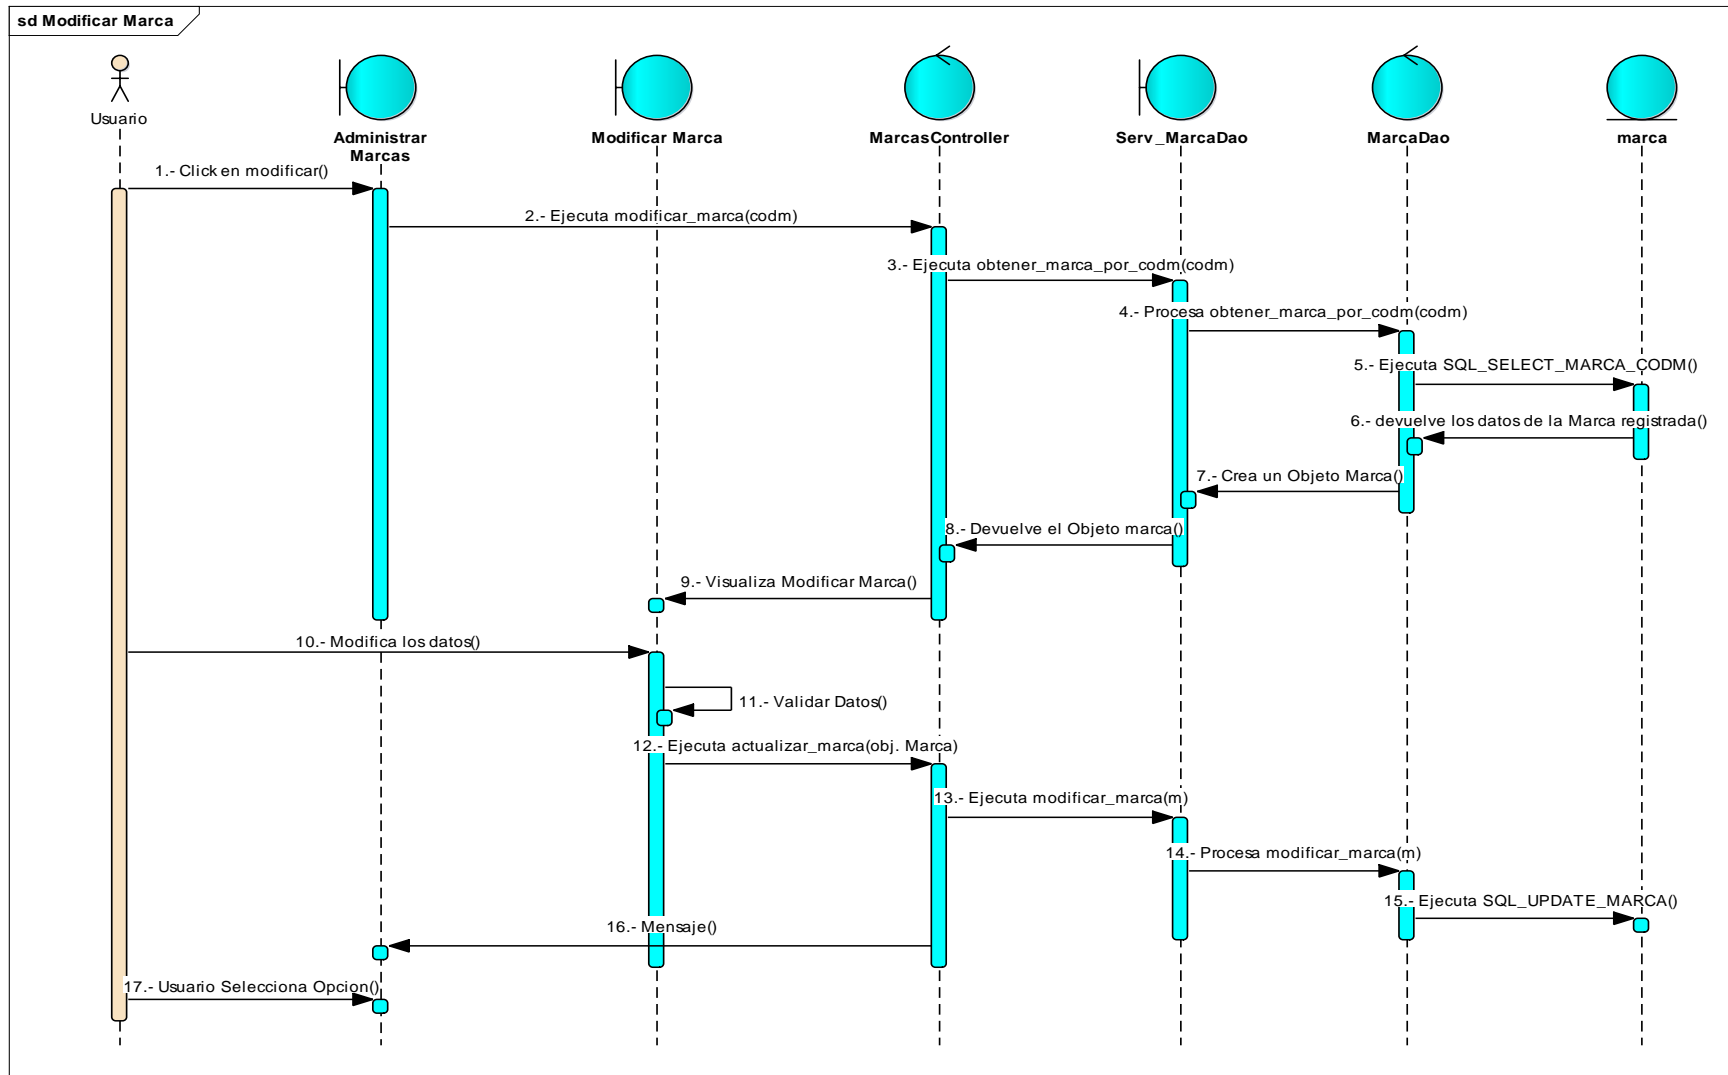 sd Modificar Marca
Usuario
Administrar
Marcas
Modificar Marca
MarcasController
Serv_MarcaDao
MarcaDao
marca
1.- Click en modificar()
2.- Ejecuta modificar_marca(codm)
3.- Ejecuta obtener_marca_por_codm(codm)
4.- Procesa obtener_marca_por_codm(codm)
5.- Ejecuta SQL_SELECT_MARCA_CODM()
6.- devuelve los datos de la Marca registrada()
7.- Crea un Objeto Marca()
8.- Devuelve el Objeto marca()
9.- Visualiza Modificar Marca()
10.- Modifica los datos()
11.- Validar Datos()
12.- Ejecuta actualizar_marca(obj. Marca)
13.- Ejecuta modificar_marca(m)
14.- Procesa modificar_marca(m)
15.- Ejecuta SQL_UPDATE_MARCA()
16.- Mensaje()
17.- Usuario Selecciona Opcion()